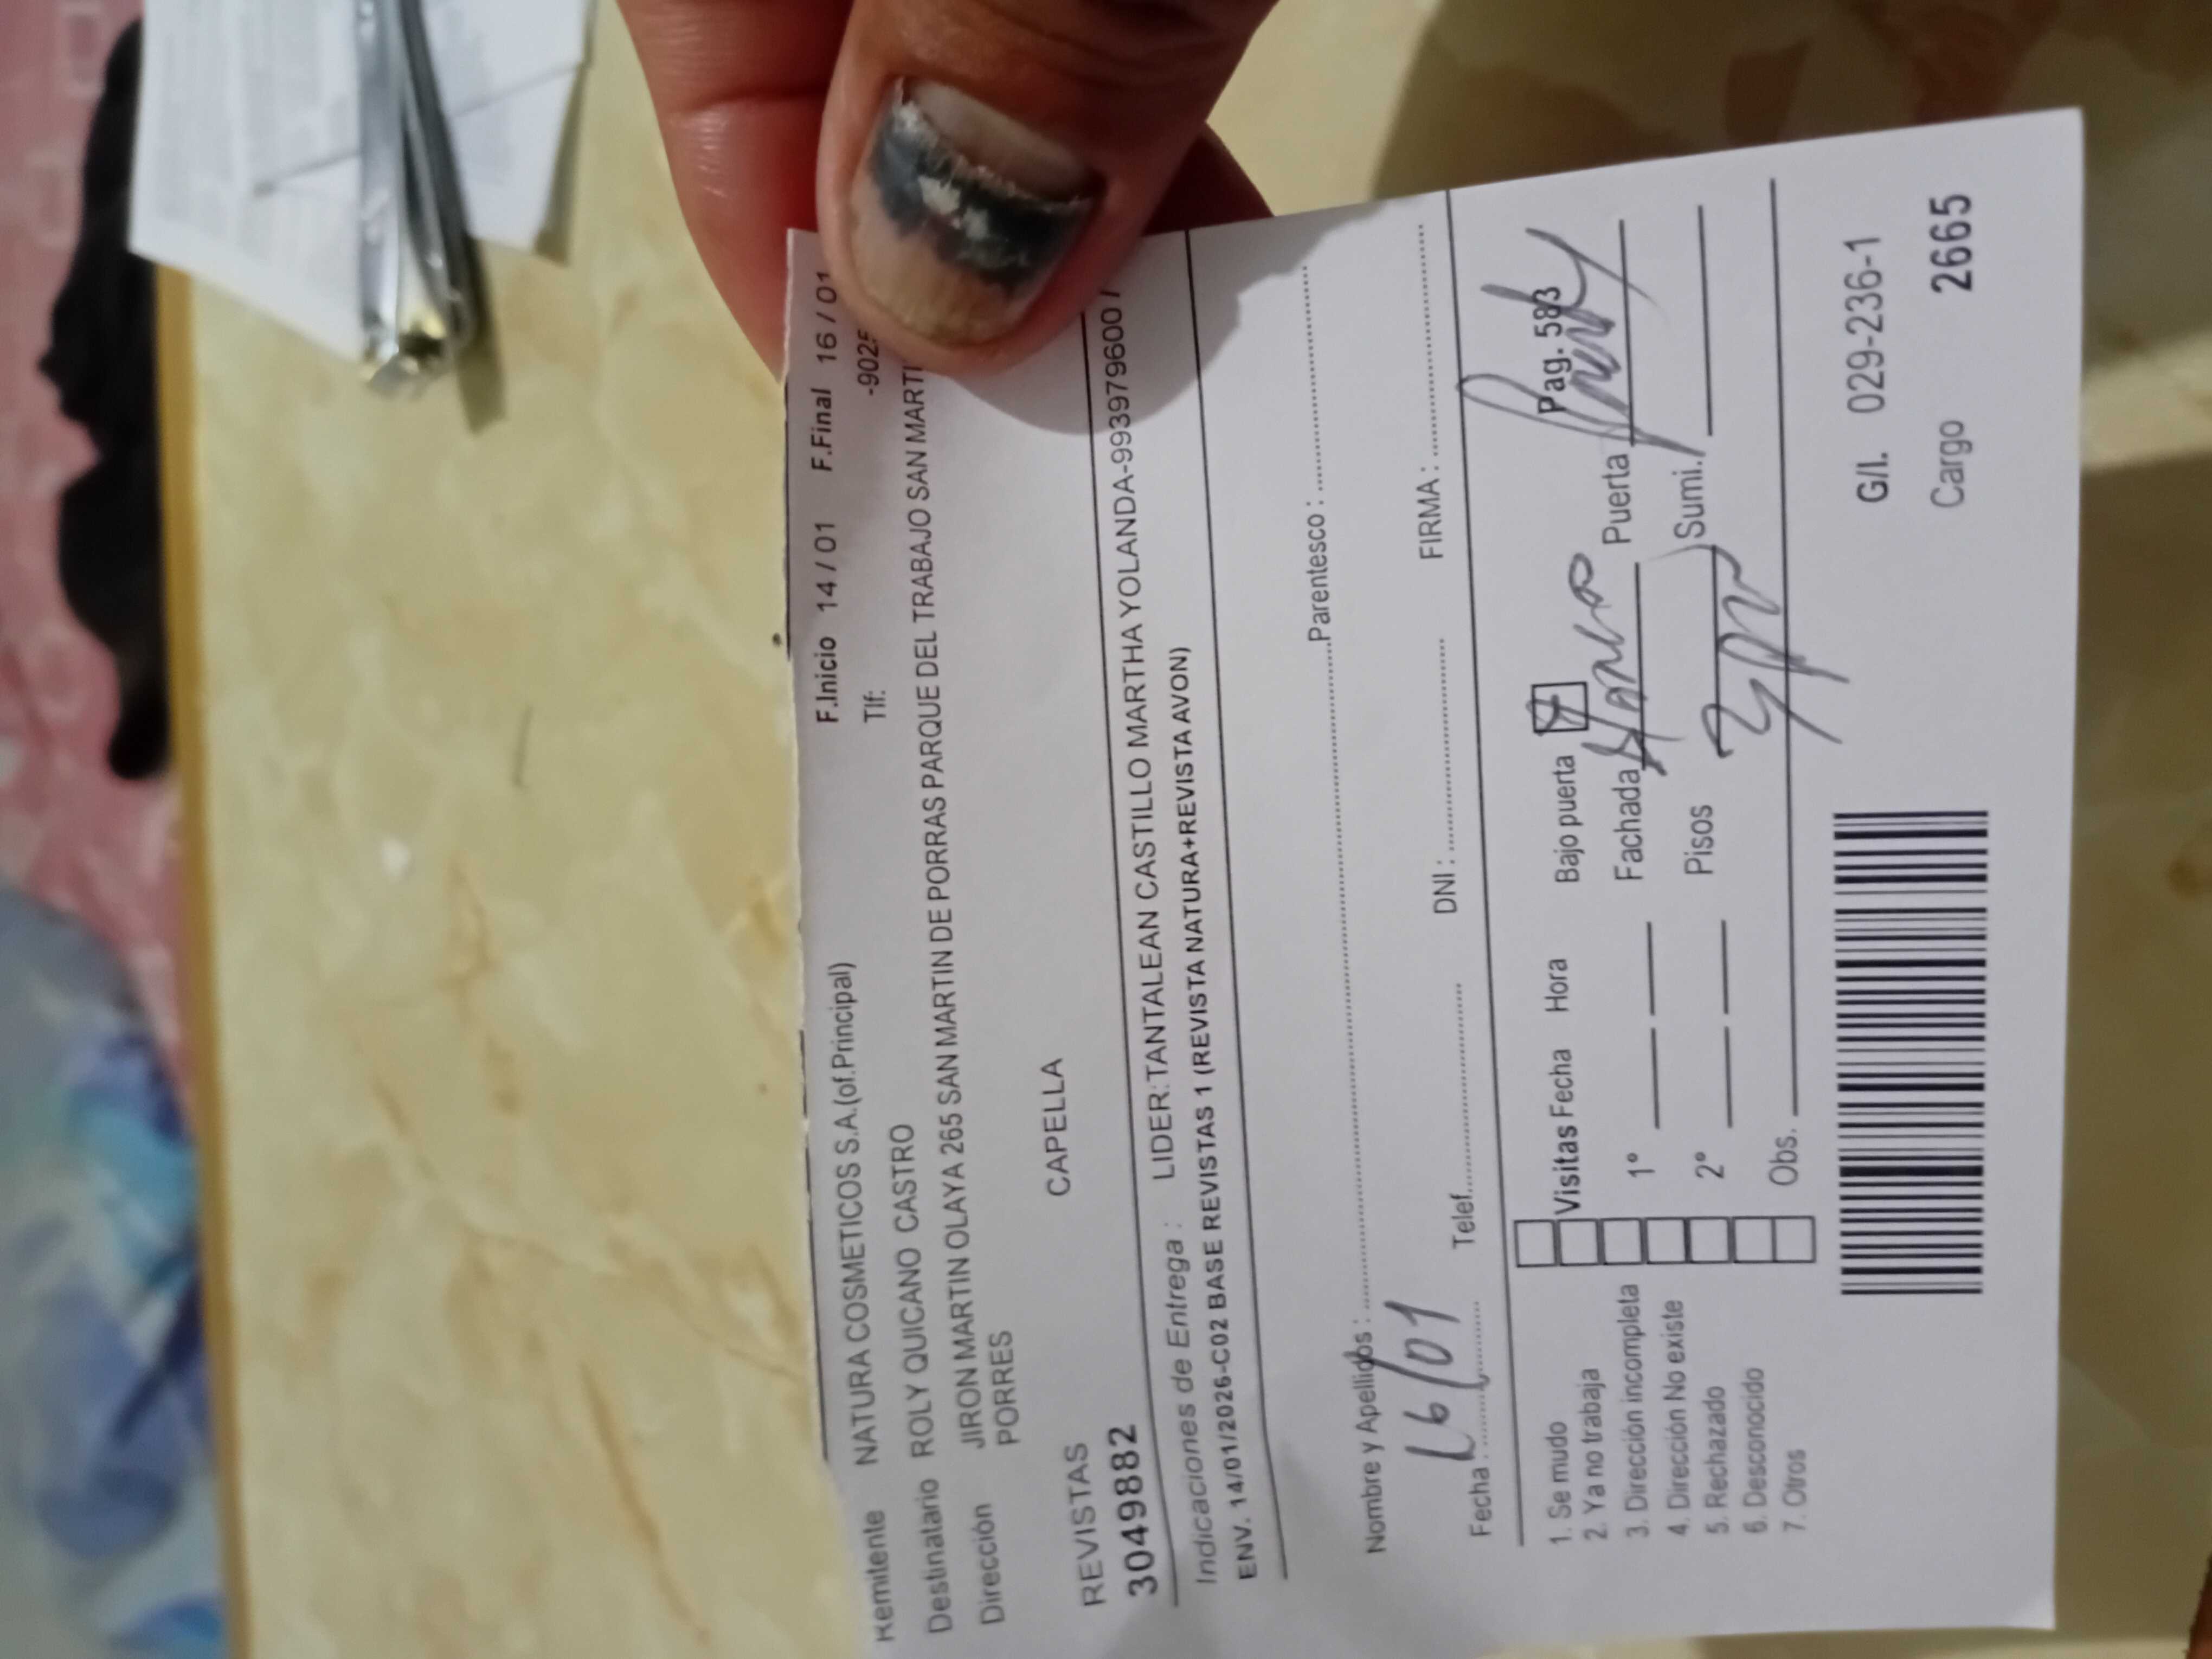 F.Inicio 14 / 01 F.Final 16 / 01
Remitente NATURA COSMETICOS S.A.(of.Principal) Tlf: -9025
Destinatario ROLY QUICANO CASTRO
Dirección JIRON MARTIN OLAYA 265 SAN MARTIN DE PORRAS PARQUE DEL TRABAJO SAN MARTI
PORRES
CAPELLA
REVISTAS
3049882
Indicaciones de Entrega : LIDER:TANTALEAN CASTILLO MARTHA YOLANDA-993979600 /
ENV. 14/01/2026-C02 BASE REVISTAS 1 (REVISTA NATURA+REVISTA AVON)
Nombre y Apellidos : Parentesco :
16/01
Fecha : Telef. DNI : FIRMA :
1. Se mudo
2. Ya no trabaja
3. Dirección incompleta
4. Dirección No existe
5. Rechazado
6. Desconocido
7. Otros
Visitas Fecha Hora Bajo puerta Pag. 583
1° Fachada Puerta
2° Pisos Sumi.
Obs.
G/I. 029-236-1
Cargo 2665